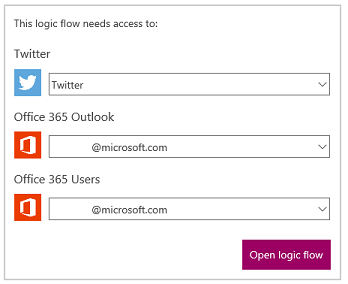 This logic flow needs access to:
Twitter
Twitter
Office 365 Outlook
@microsoft.com
Office 365 Users
@microsoft.com
Open logic flow